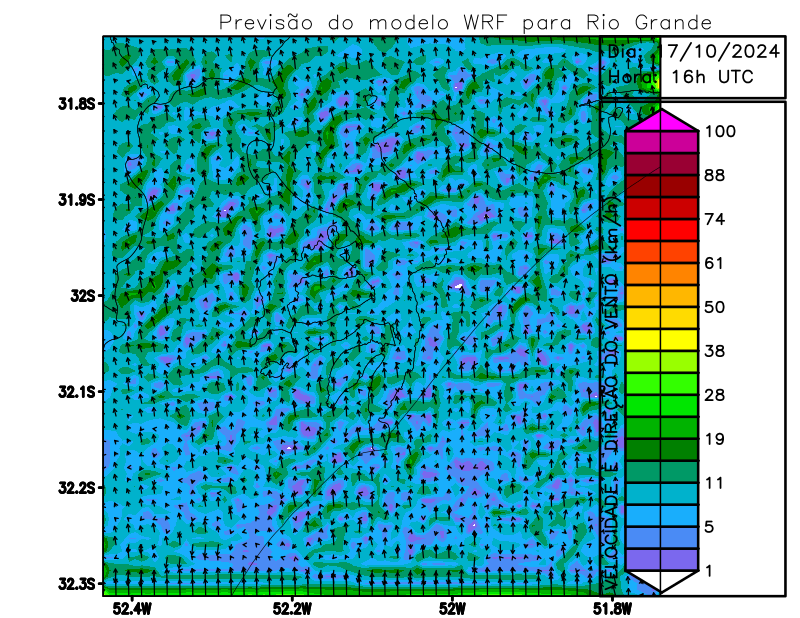 Previsão do modelo WRF para Rio Grande
Dia: 7/10/2024
Hora: 16h UTC
31.8S
31.9S
32S
32.1S
32.2S
32.3S
52.4W
52.2W
52W
51.8W
VELOCIDADE E DIREÇÃO DO VENTO (km/h)
100
88
74
61
50
38
28
19
11
5
1